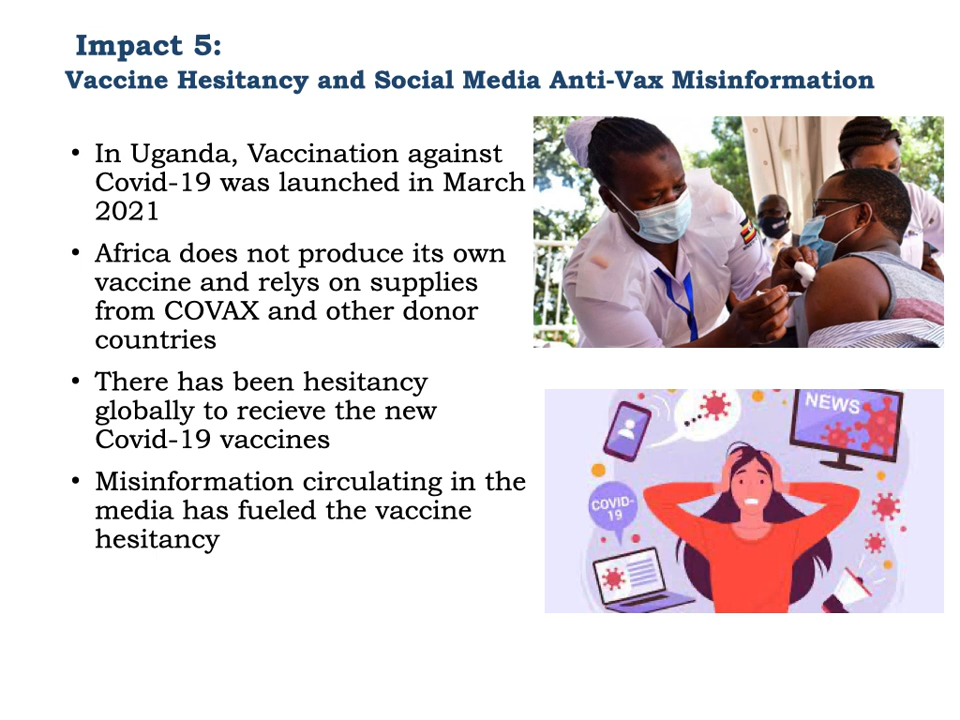 Impact 5:
Vaccine Hesitancy and Social Media Anti-Vax Misinformation
• In Uganda, Vaccination against
Covid-19 was launched in March
2021
• Africa does not produce its own
vaccine and relys on supplies
from COVAX and other donor
countries
• There has been hesitancy
globally to recieve the new
Covid-19 vaccines
• Misinformation circulating in the
media has fueled the vaccine
hesitancy
NEWS
COVID-
19